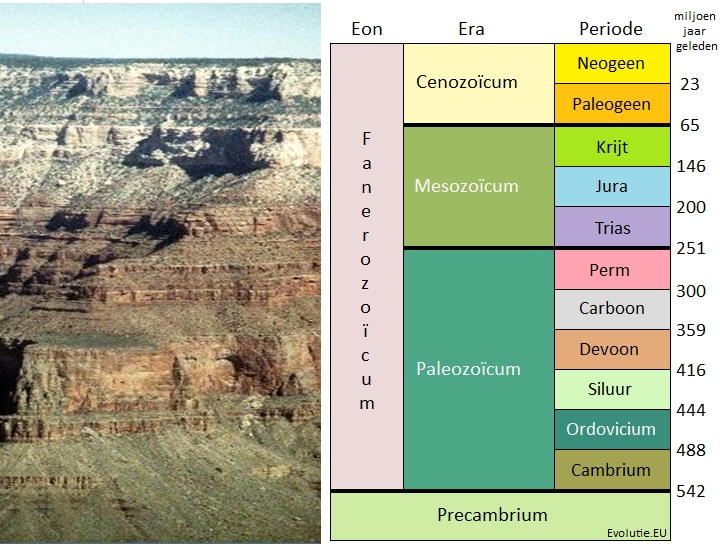 miljoen
jaar
geleden
Eon
Era
Periode
Fanerozoïcum
Cenozoïcum
Neogeen
23
Paleogeen
65
Mesozoïcum
Krijt
146
Jura
200
Trias
251
Paleozoïcum
Perm
300
Carboon
359
Devoon
416
Siluur
444
Ordovicium
488
Cambrium
542
Precambrium
Evolutie.EU